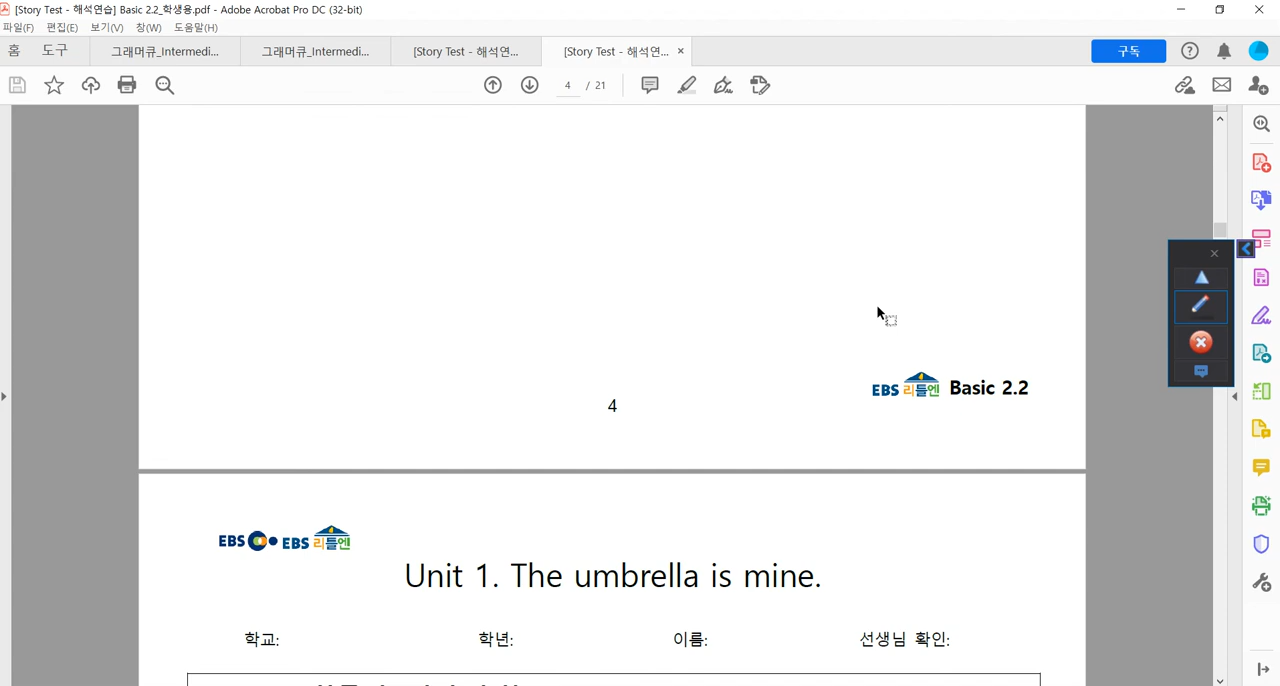 [Story Test - 해석연습] Basic 2.2_학생용.pdf - Adobe Acrobat Pro DC (32-bit)
파일(F) 편집(E) 보기(V) 창(W) 도움말(H)
홈 도구 그래머큐_Intermedi... 그래머큐_Intermedi... [Story Test - 해석연... [Story Test - 해석연... × 구독
4 / 21
EBS 리틀엔 Basic 2.2
4
EBS EBS 리틀엔
Unit 1. The umbrella is mine.
학교: 학년: 이름: 선생님 확인: